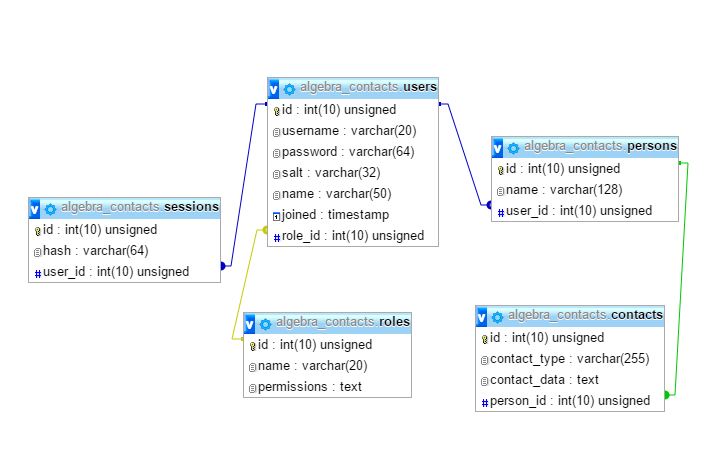 algebra_contacts.users
id : int(10) unsigned
username : varchar(20)
password : varchar(64)
salt : varchar(32)
name : varchar(50)
joined : timestamp
role_id : int(10) unsigned
algebra_contacts.persons
id : int(10) unsigned
name : varchar(128)
user_id : int(10) unsigned
algebra_contacts.sessions
id : int(10) unsigned
hash : varchar(64)
user_id : int(10) unsigned
algebra_contacts.roles
id : int(10) unsigned
name : varchar(20)
permissions : text
algebra_contacts.contacts
id : int(10) unsigned
contact_type : varchar(255)
contact_data : text
person_id : int(10) unsigned